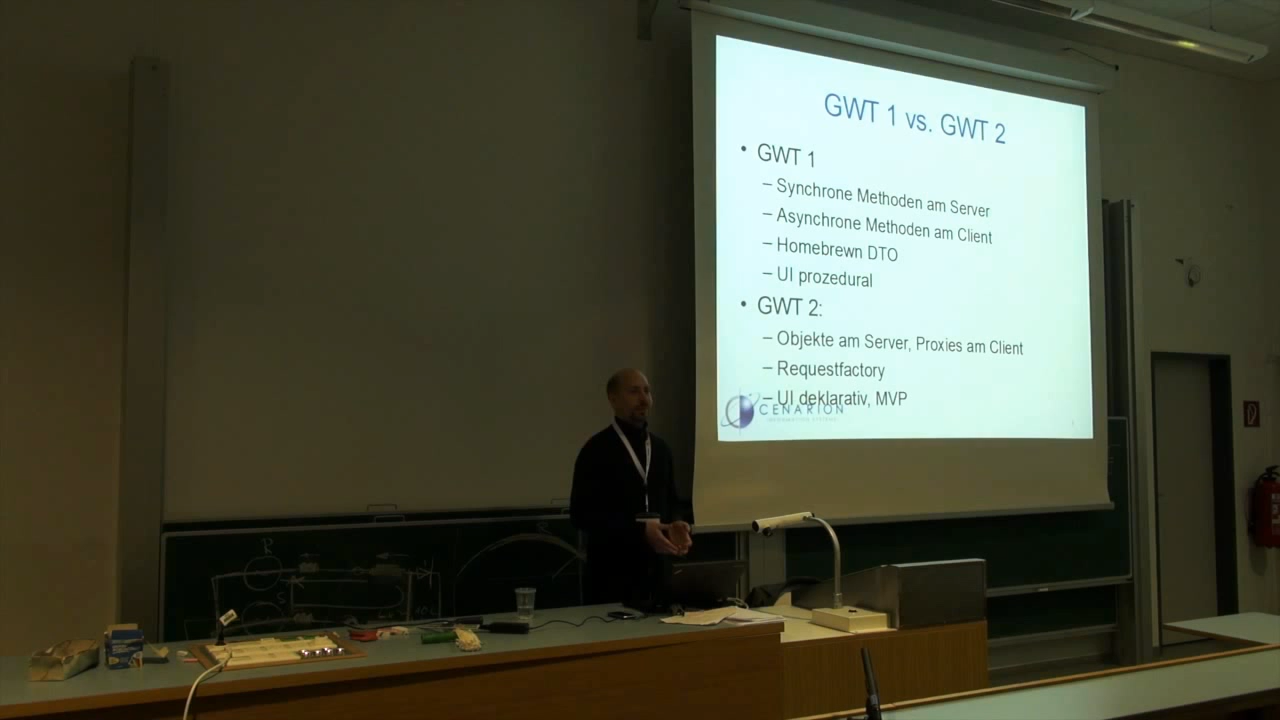 GWT 1 vs. GWT 2
• GWT 1
– Synchrone Methoden am Server
– Asynchrone Methoden am Client
– Homebrewn DTO
– UI prozedural
• GWT 2:
– Objekte am Server, Proxies am Client
– Requestfactory
– UI deklarativ, MVP
CENARION
R
S